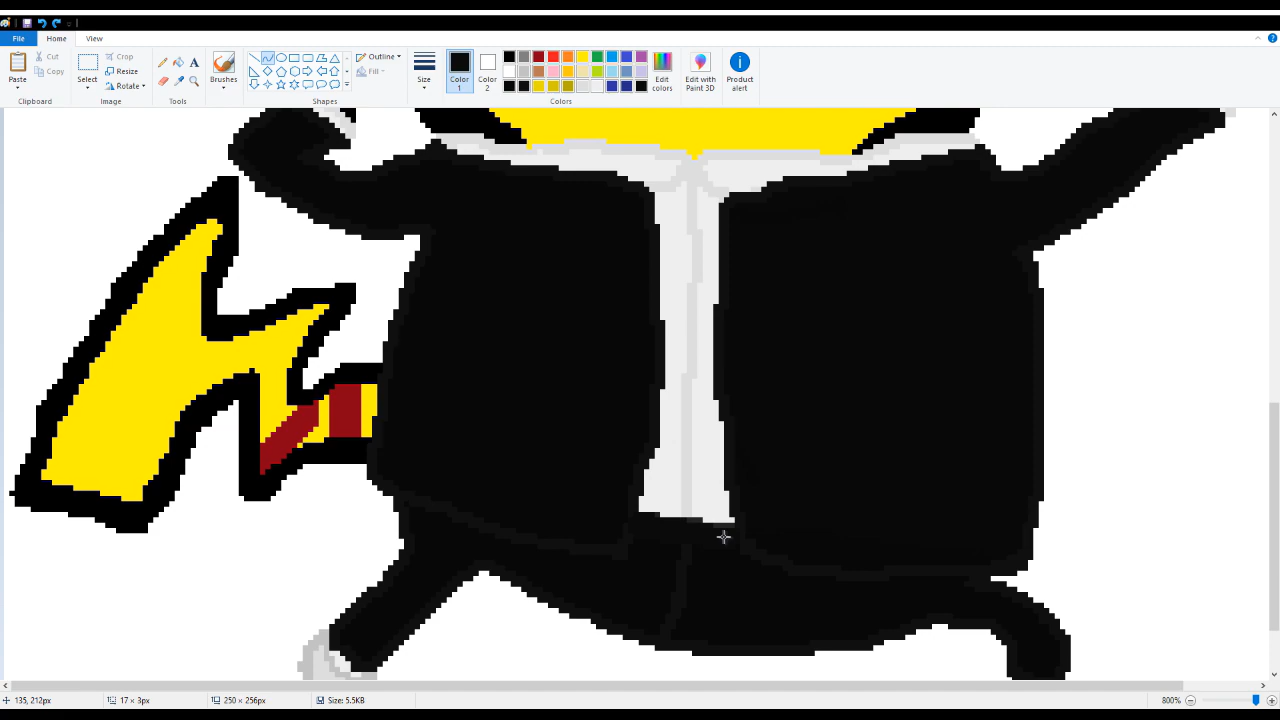 File Home View
Cut Crop Outline
Copy Resize Fill
Paste Select Rotate Brushes Size Color 1 Color 2 Edit colors Edit with Paint 3D Product alert
Clipboard Image Tools Shapes Colors
135, 212px 17 × 3px 250 × 256px Size: 5.5KB 800%